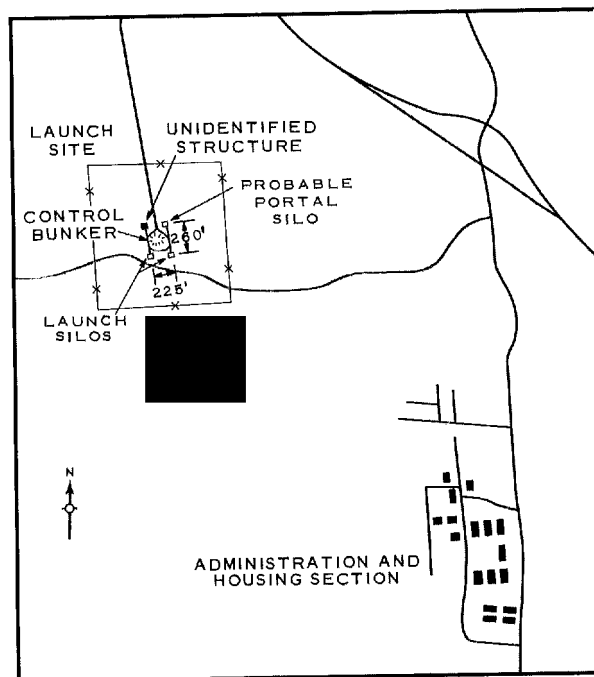 LAUNCH
SITE
UNIDENTIFIED
STRUCTURE
PROBABLE
PORTAL
SILO
CONTROL
BUNKER
260'
225'
LAUNCH
SILOS
N
ADMINISTRATION AND
HOUSING SECTION